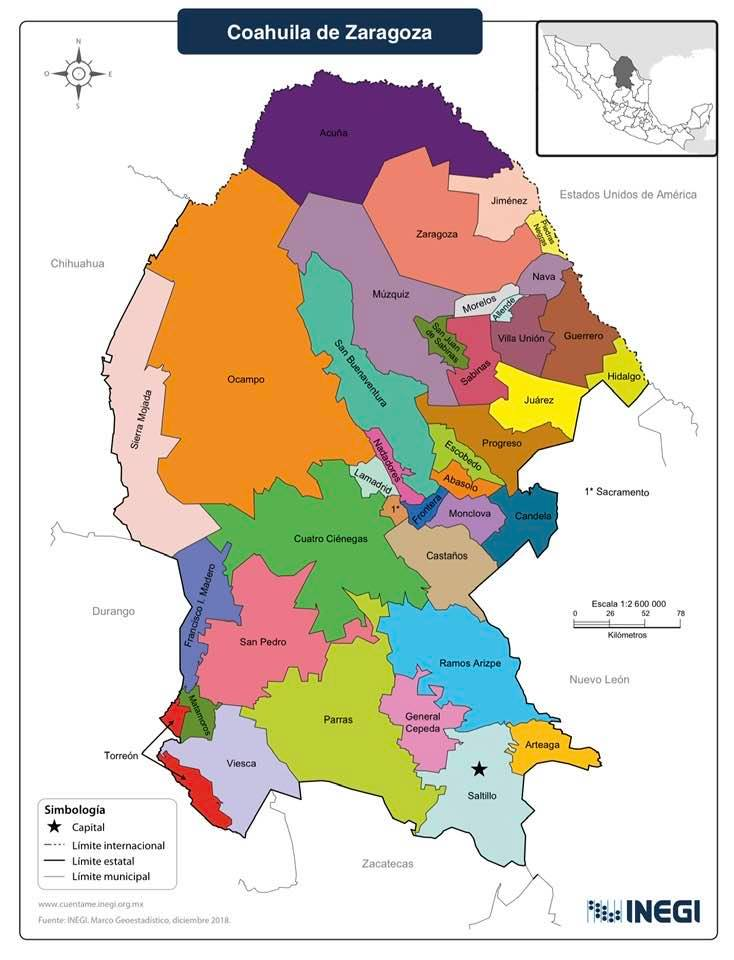 Coahuila de Zaragoza
N
O
E
S
Acuña
Estados Unidos de América
Jiménez
Piedras
Negras
Zaragoza
Chihuahua
Nava
Múzquiz
Morelos
Allende
San Juan
de Sabinas
Villa Unión
Guerrero
Hidalgo
Sabinas
San Buenaventura
Ocampo
Juárez
Sierra Mojada
Progreso
Escobedo
Nadadores
Lamadrid
Abasolo
1* Sacramento
1*
Frontera
Monclova
Candela
Cuatro Ciénegas
Castaños
Francisco I. Madero
Durango
Escala 1:2 600 000
0 26 52 78
Kilómetros
San Pedro
Ramos Arizpe
Nuevo León
Matamoros
Parras
General
Cepeda
Arteaga
Torreón
Viesca
Saltillo
Simbología
Capital
Límite internacional
Límite estatal
Límite municipal
Zacatecas
www.cuentame.inegi.org.mx
Fuente: INEGI. Marco Geoestadístico, diciembre 2018.
INEGI